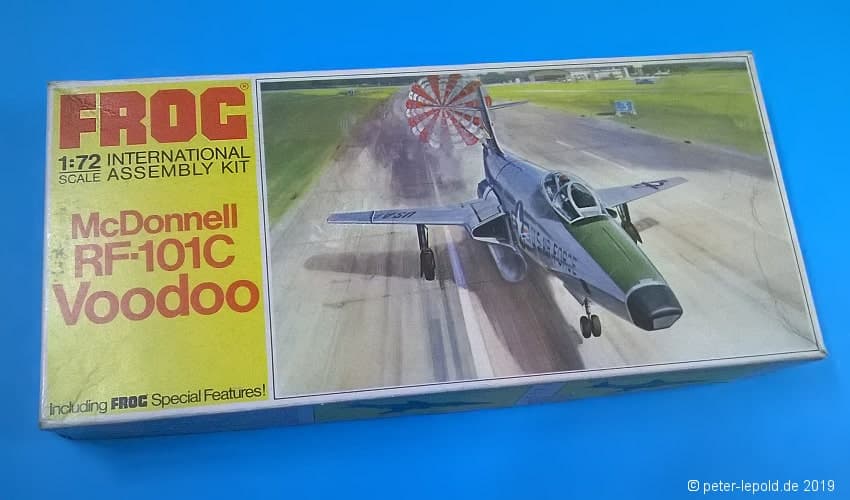 FROG®
1:72 INTERNATIONAL
SCALE ASSEMBLY KIT
McDonnell
RF-101C
Voodoo
Including FROG Special Features!
USAF
U.S. AIR FORCE
© peter-lepold.de 2019